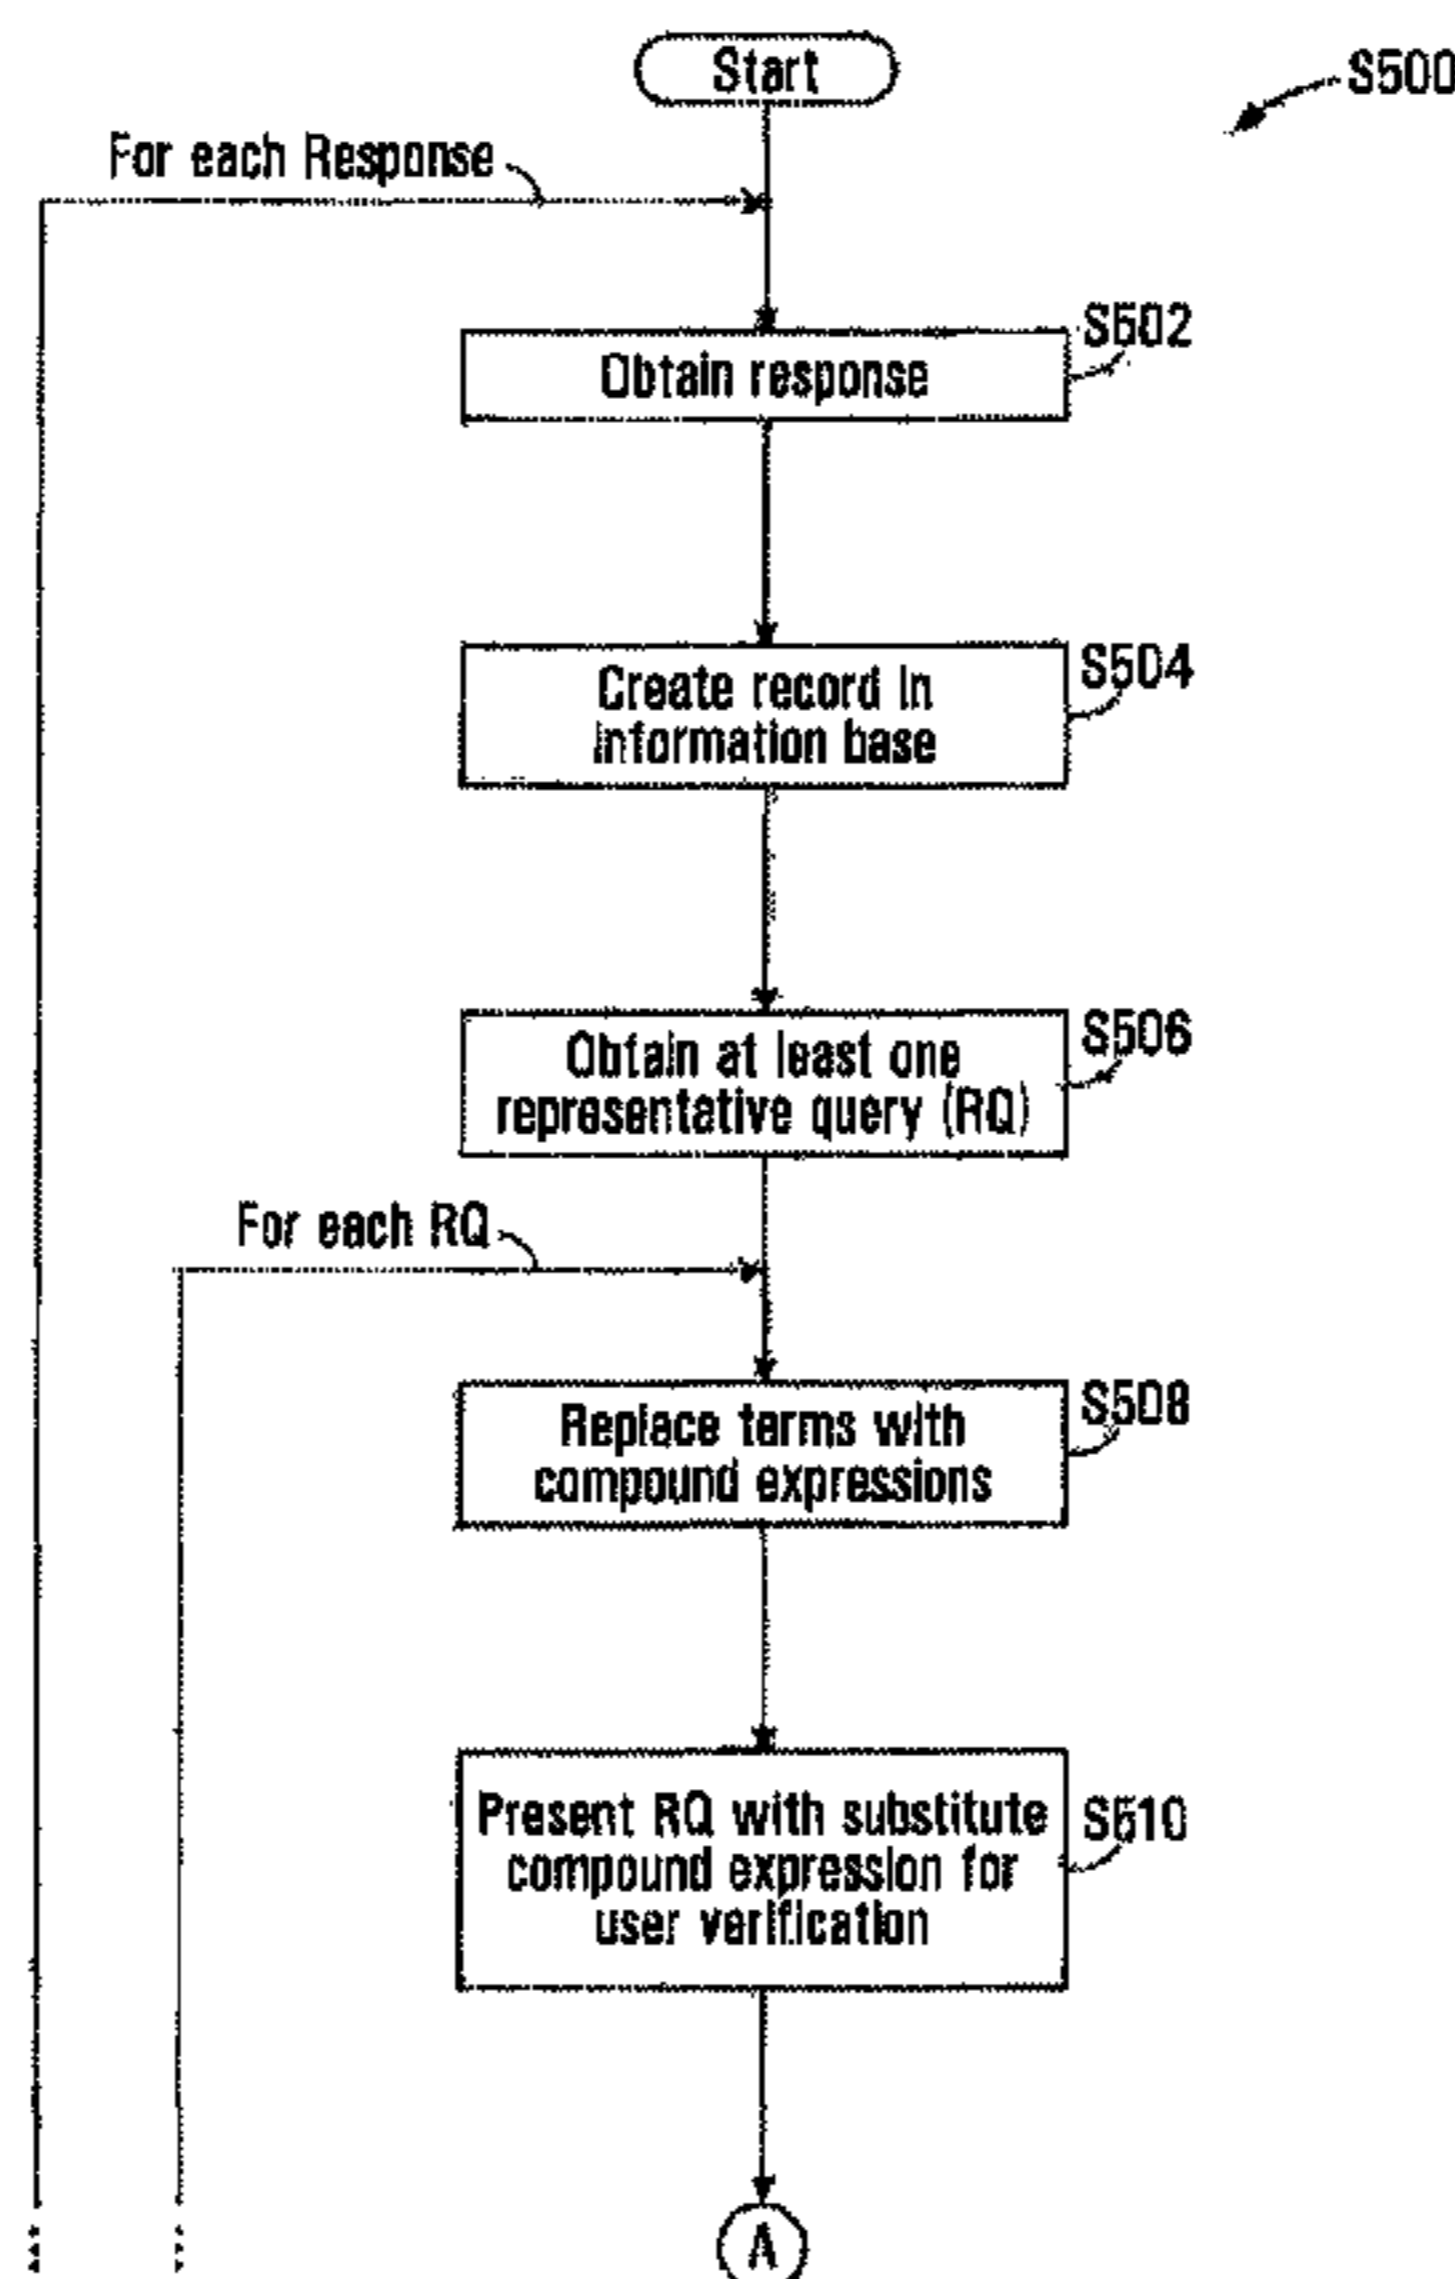 Start
S500
For each Response
S502
Obtain response
S504
Create record in
information base
S506
Obtain at least one
representative query (RQ)
For each RQ
S508
Replace terms with
compound expressions
S510
Present RQ with substitute
compound expression for
user verification
A